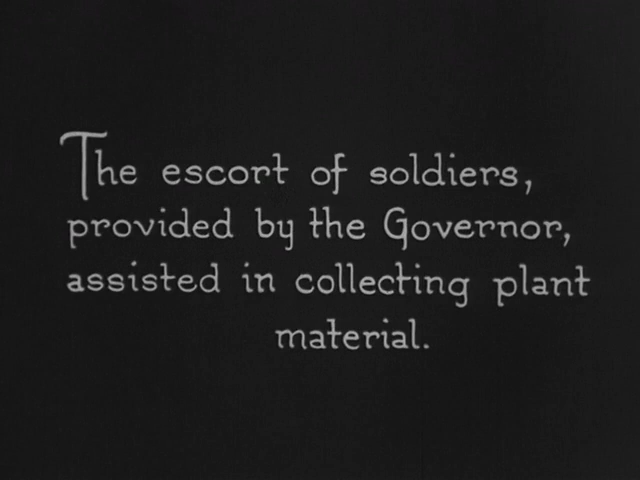 The escort of soldiers,
provided by the Governor,
assisted in collecting plant
material.